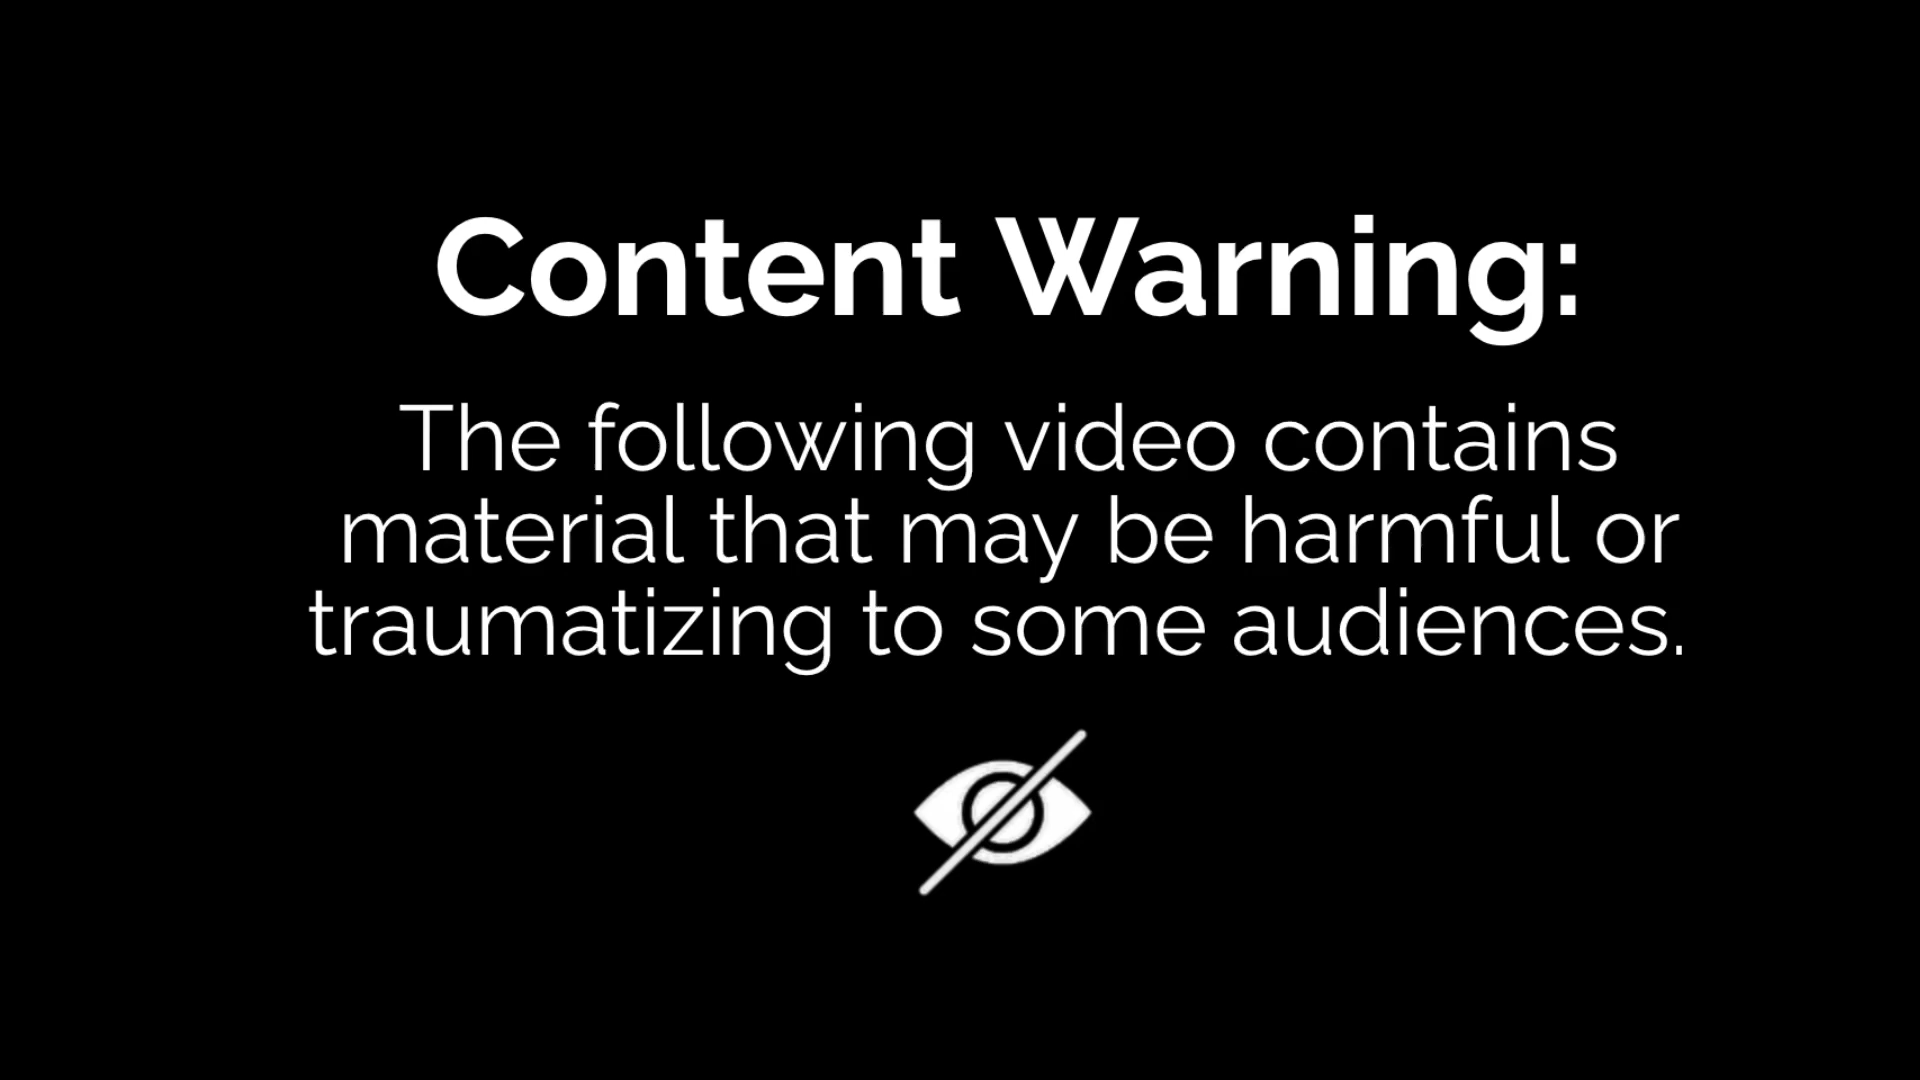 Content Warning:
The following video contains
material that may be harmful or
traumatizing to some audiences.